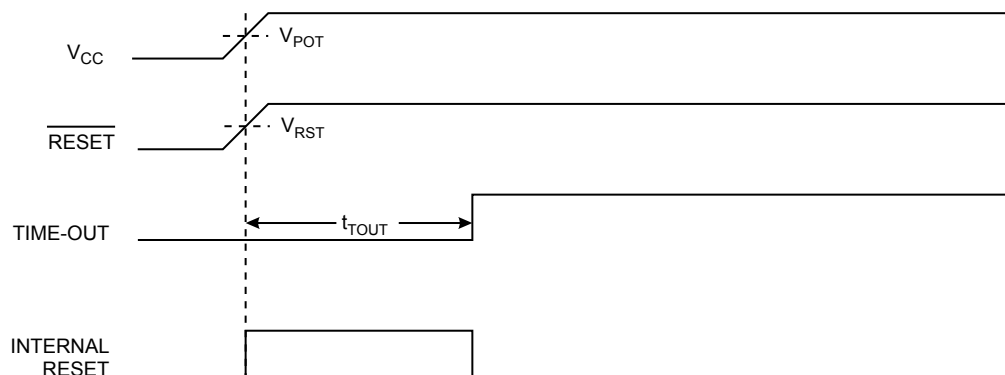 V_CC
V_POT
RESET
V_RST
TIME-OUT
t_TOUT
INTERNAL
RESET